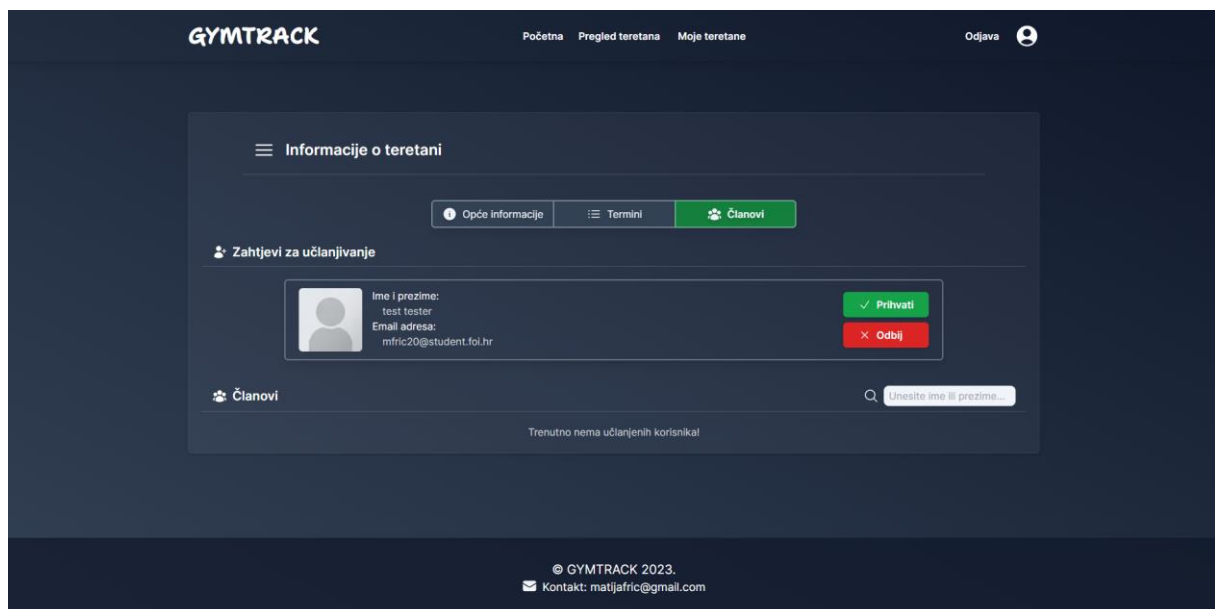 GYMTRACK
Početna Pregled teretana Moje teretane Odjava
Informacije o teretani
Opće informacije Termini Članovi
Zahtjevi za učlanjivanje
Ime i prezime:
test tester
Email adresa:
mfric20@student.foi.hr
Prihvati
Odbij
Članovi
Unesite ime ili prezime...
Trenutno nema učlanjenih korisnika!
© GYMTRACK 2023.
Kontakt: matijafric@gmail.com